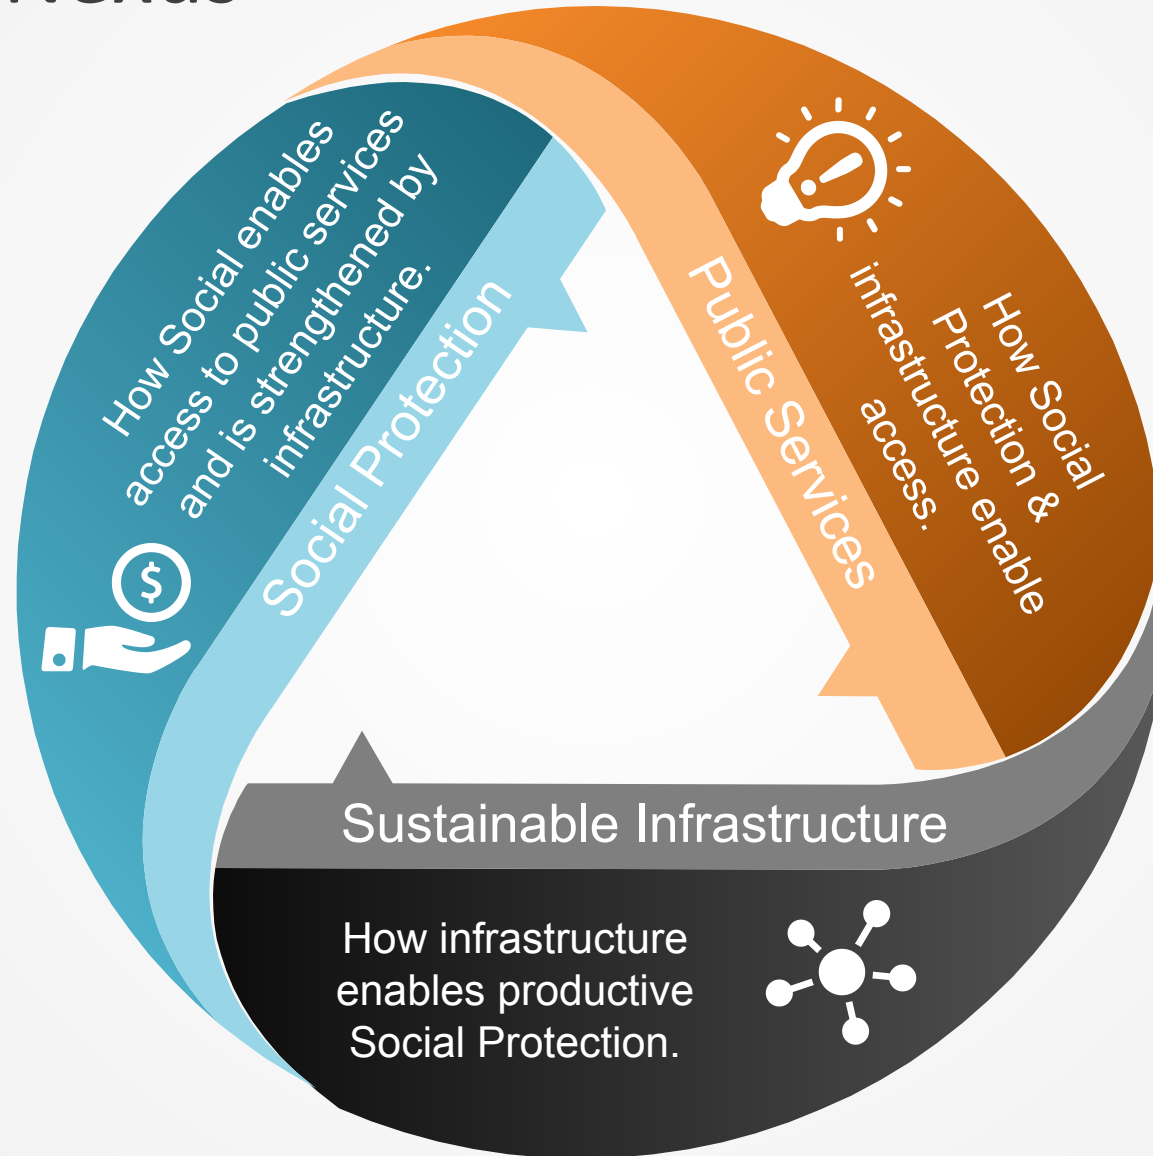 Nexus
How Social enables
access to public services
and is strengthened by
infrastructure.
Social Protection
Public Services
How Social
Protection &
infrastructure enable
access.
$
Sustainable Infrastructure
How infrastructure
enables productive
Social Protection.